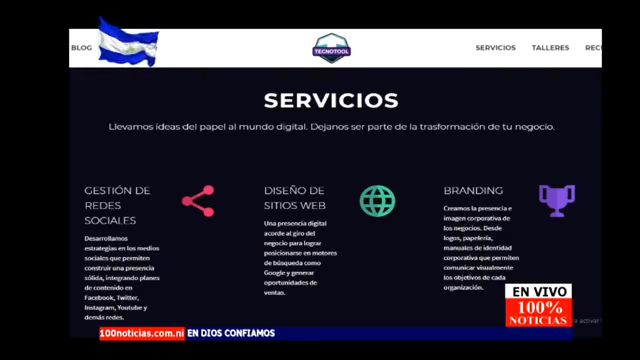 BLOG
TECNOTOOL
SERVICIOS
TALLERES
RECU
SERVICIOS
Llevamos ideas del papel al mundo digital. Dejanos ser parte de la trasformación de tu negocio.
GESTIÓN DE
REDES
SOCIALES
Desarrollamos
estrategias en los medios
sociales que permiten
construir una presencia
sólida, integrando planes
de contenido en
Facebook, Twitter,
Instagram, Youtube y
demás redes.
DISEÑO DE
SITIOS WEB
Una presencia digital
acorde al giro del
negocio para lograr
posicionarse en motores
de búsqueda como
Google y generar
oportunidades de
ventas.
BRANDING
Creamos la presencia e
imagen corporativa de
los negocios. Desde
logos, papelería,
manuales de identidad
corporativa que permiten
comunicar visualmente
los objetivos de cada
organización.
EN VIVO
100%
NOTICIAS
ra activar
100noticias.com.ni EN DIOS CONFIAMOS